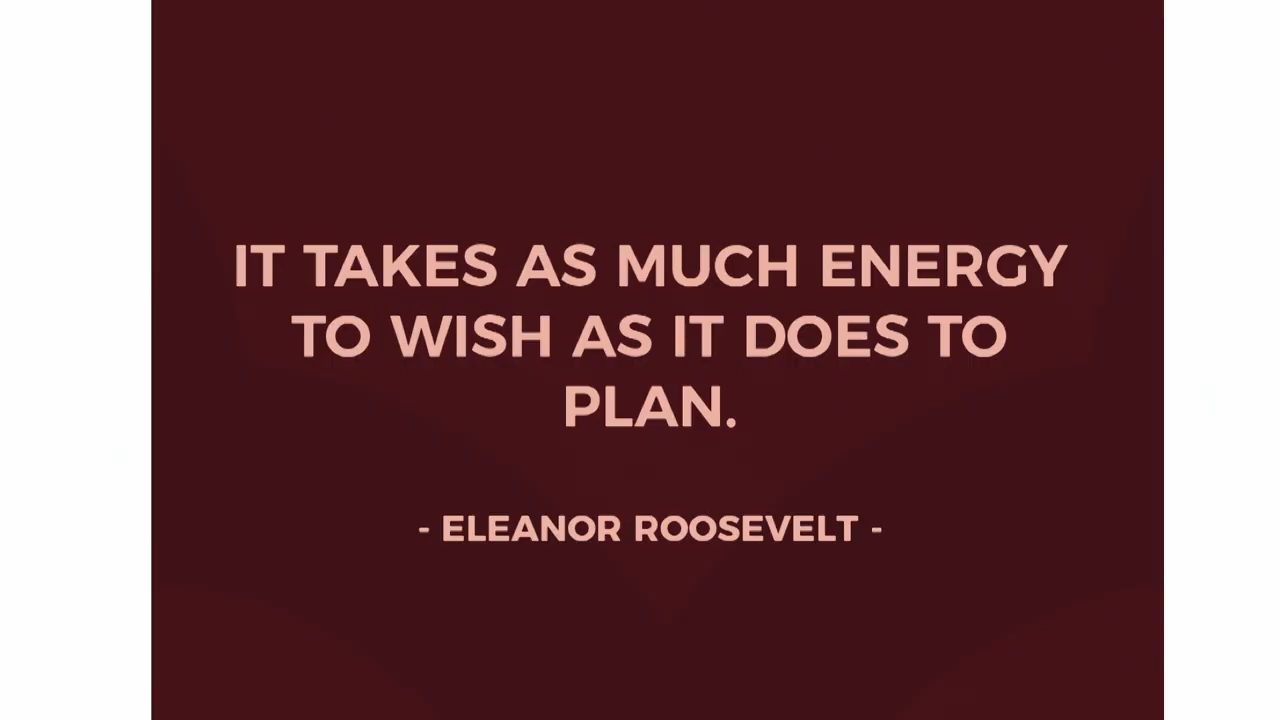 IT TAKES AS MUCH ENERGY
TO WISH AS IT DOES TO
PLAN.
- ELEANOR ROOSEVELT -